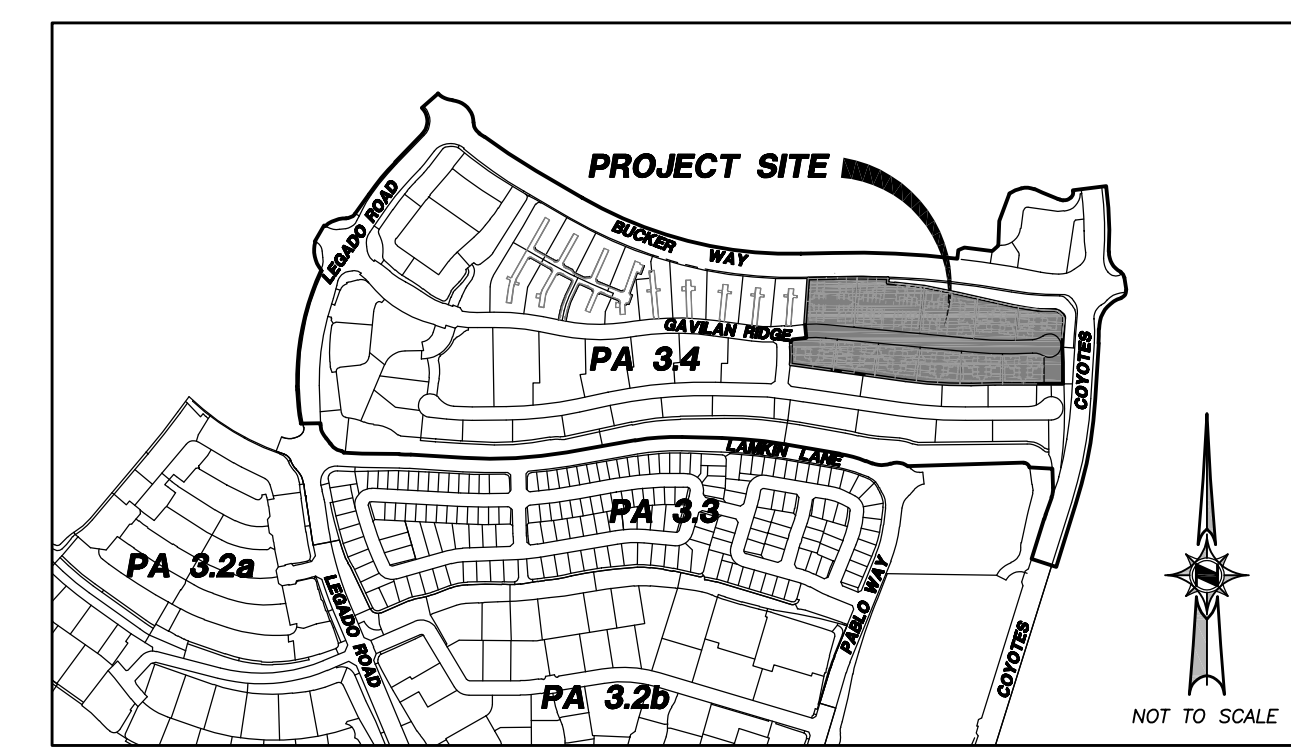 PROJECT SITE
LEGADO ROAD
BUCKER WAY
GAVILAN RIDGE
PA 3.4
COYOTES
LAMKIN LANE
PA 3.3
PA 3.2a
LEGADO ROAD
PABLO WAY
COYOTES
PA 3.2b
N
NOT TO SCALE